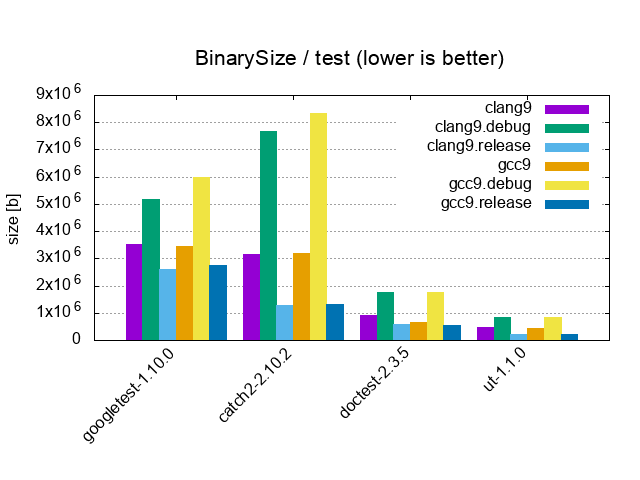 BinarySize / test (lower is better)
9x10^6
8x10^6
7x10^6
6x10^6
5x10^6
4x10^6
3x10^6
2x10^6
1x10^6
0
size [b]
clang9
clang9.debug
clang9.release
gcc9
gcc9.debug
gcc9.release
googletest-1.10.0
catch2-2.10.2
doctest-2.3.5
ut-1.1.0